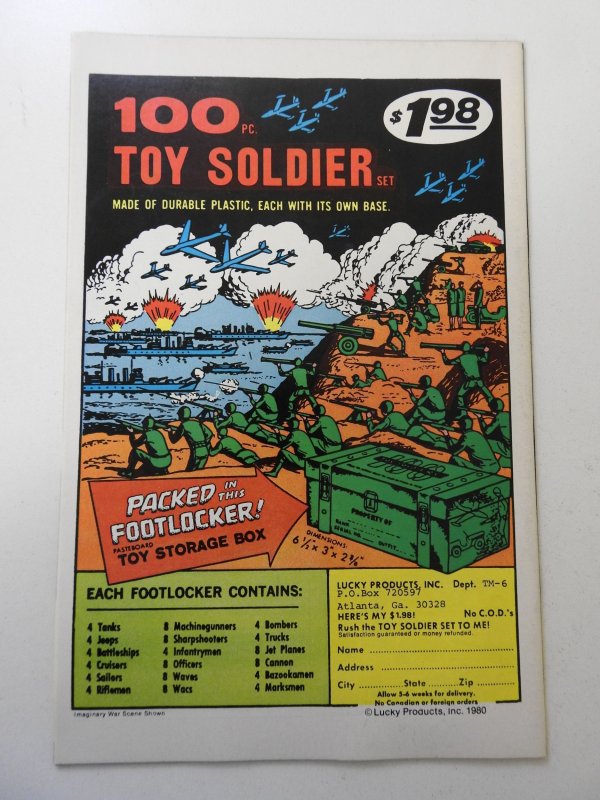 100 PC.
$1.98
TOY SOLDIER SET
MADE OF DURABLE PLASTIC, EACH WITH ITS OWN BASE.
PACKED IN THIS
FOOTLOCKER!
PASTEBOARD
TOY STORAGE BOX
PROPERTY OF
NAME
SERIAL NO.
OUTFIT
DIMENSIONS:
6 1/2" x 3" x 2 3/8"
EACH FOOTLOCKER CONTAINS:
4 Tanks
4 Jeeps
4 Battleships
4 Cruisers
4 Sailors
4 Riflemen
8 Machinegunners
8 Sharpshooters
4 Infantrymen
8 Officers
8 Waves
8 Wacs
4 Bombers
4 Trucks
8 Jet Planes
8 Cannon
4 Bazookamen
4 Marksmen
LUCKY PRODUCTS, INC. Dept. TM-6
P.O.Box 720597
Atlanta, Ga. 30328
HERE'S MY $1.98! No C.O.D.'s
Rush the TOY SOLDIER SET TO ME!
Satisfaction guaranteed or money refunded.
Name
Address
City State Zip
Allow 5-6 weeks for delivery.
No Canadian or foreign orders
Imaginary War Scene Shown
© Lucky Products, Inc. 1980